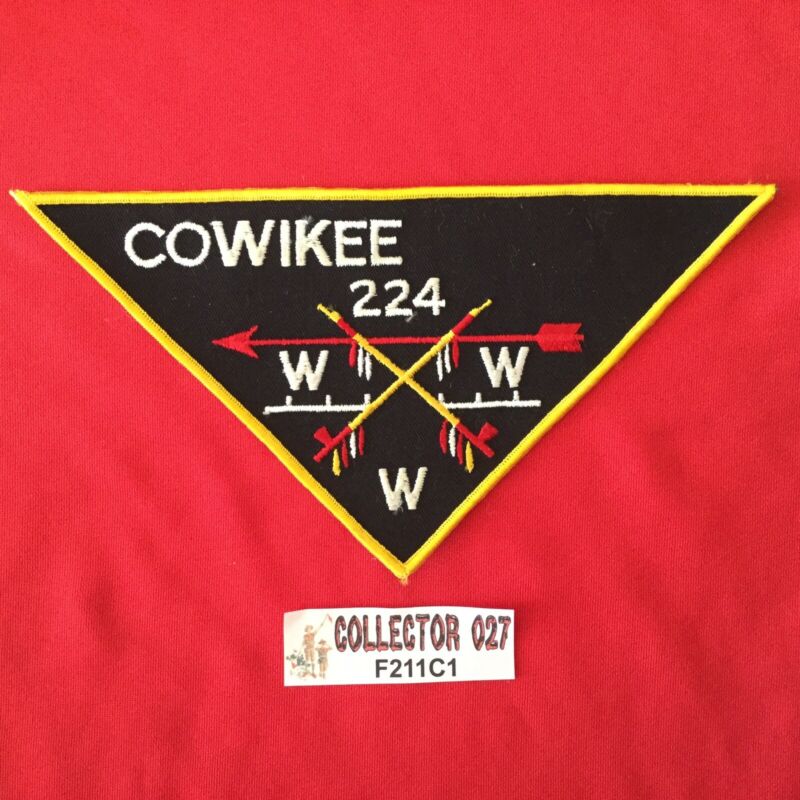 COWIKEE
224
W W
W
COLLECTOR 027
F211C1